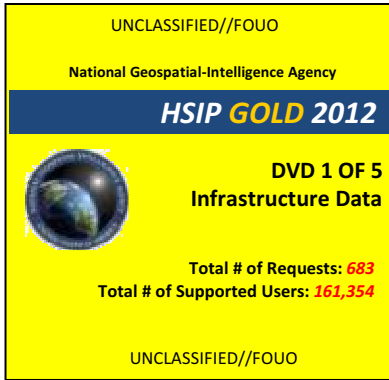 UNCLASSIFIED//FOUO
National Geospatial-Intelligence Agency
HSIP GOLD 2012
DVD 1 OF 5
Infrastructure Data
Total # of Requests: 683
Total # of Supported Users: 161,354
UNCLASSIFIED//FOUO